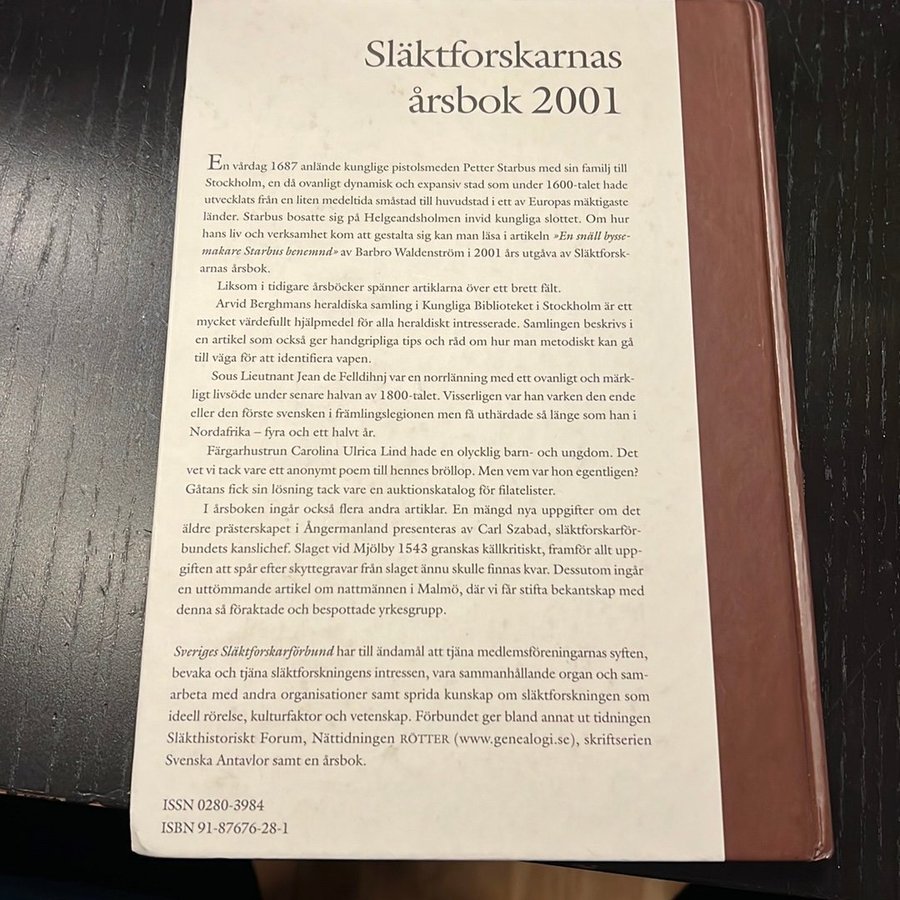 Släktforskarnas
årsbok 2001
En vårdag 1687 anlände kunglige pistolsmeden Petter Starbus med sin familj till
Stockholm, en då ovanligt dynamisk och expansiv stad som under 1600-talet hade
utvecklats från en liten medeltida småstad till huvudstad i ett av Europas mäktigaste
länder. Starbus bosatte sig på Helgeandsholmen invid kungliga slottet. Om hur
hans liv och verksamhet kom att gestalta sig kan man läsa i artikeln »En snäll bysse-
makare Starbus benemnd» av Barbro Waldenström i 2001 års utgåva av Släktforsk-
arnas årsbok.
Liksom i tidigare årsböcker spänner artiklarna över ett brett fält.
Arvid Berghmans heraldiska samling i Kungliga Biblioteket i Stockholm är ett
mycket värdefullt hjälpmedel för alla heraldiskt intresserade. Samlingen beskrivs i
en artikel som också ger handgripliga tips och råd om hur man metodiskt kan gå
till väga för att identifiera vapen.
Sous Lieutnant Jean de Felldihnj var en norrlänning med ett ovanligt och märk-
ligt livsöde under senare halvan av 1800-talet. Visserligen var han varken den ende
eller den förste svensken i främlingslegionen men få uthärdade så länge som han i
Nordafrika – fyra och ett halvt år.
Färgarhustrun Carolina Ulrica Lind hade en olycklig barn- och ungdom. Det
vet vi tack vare ett anonymt poem till hennes bröllop. Men vem var hon egentligen?
Gåtans fick sin lösning tack vare en auktionskatalog för filatelister.
I årsboken ingår också flera andra artiklar. En mängd nya uppgifter om det
äldre prästerskapet i Ångermanland presenteras av Carl Szabad, släktforskarför-
bundets kanslichef. Slaget vid Mjölby 1543 granskas källkritiskt, framför allt upp-
giften att spår efter skyttegravar från slaget ännu skulle finnas kvar. Dessutom ingår
en uttömmande artikel om nattmännen i Malmö, där vi får stifta bekantskap med
denna så föraktade och bespottade yrkesgrupp.
Sveriges Släktforskarförbund har till ändamål att tjäna medlemsföreningarnas syften,
bevaka och tjäna släktforskningens intressen, vara sammanhållande organ och sam-
arbeta med andra organisationer samt sprida kunskap om släktforskningen som
ideell rörelse, kulturfaktor och vetenskap. Förbundet ger bland annat ut tidningen
Släkthistoriskt Forum, Nättidningen RÖTTER (www.genealogi.se), skriftserien
Svenska Antavlor samt en årsbok.
ISSN 0280-3984
ISBN 91-87676-28-1